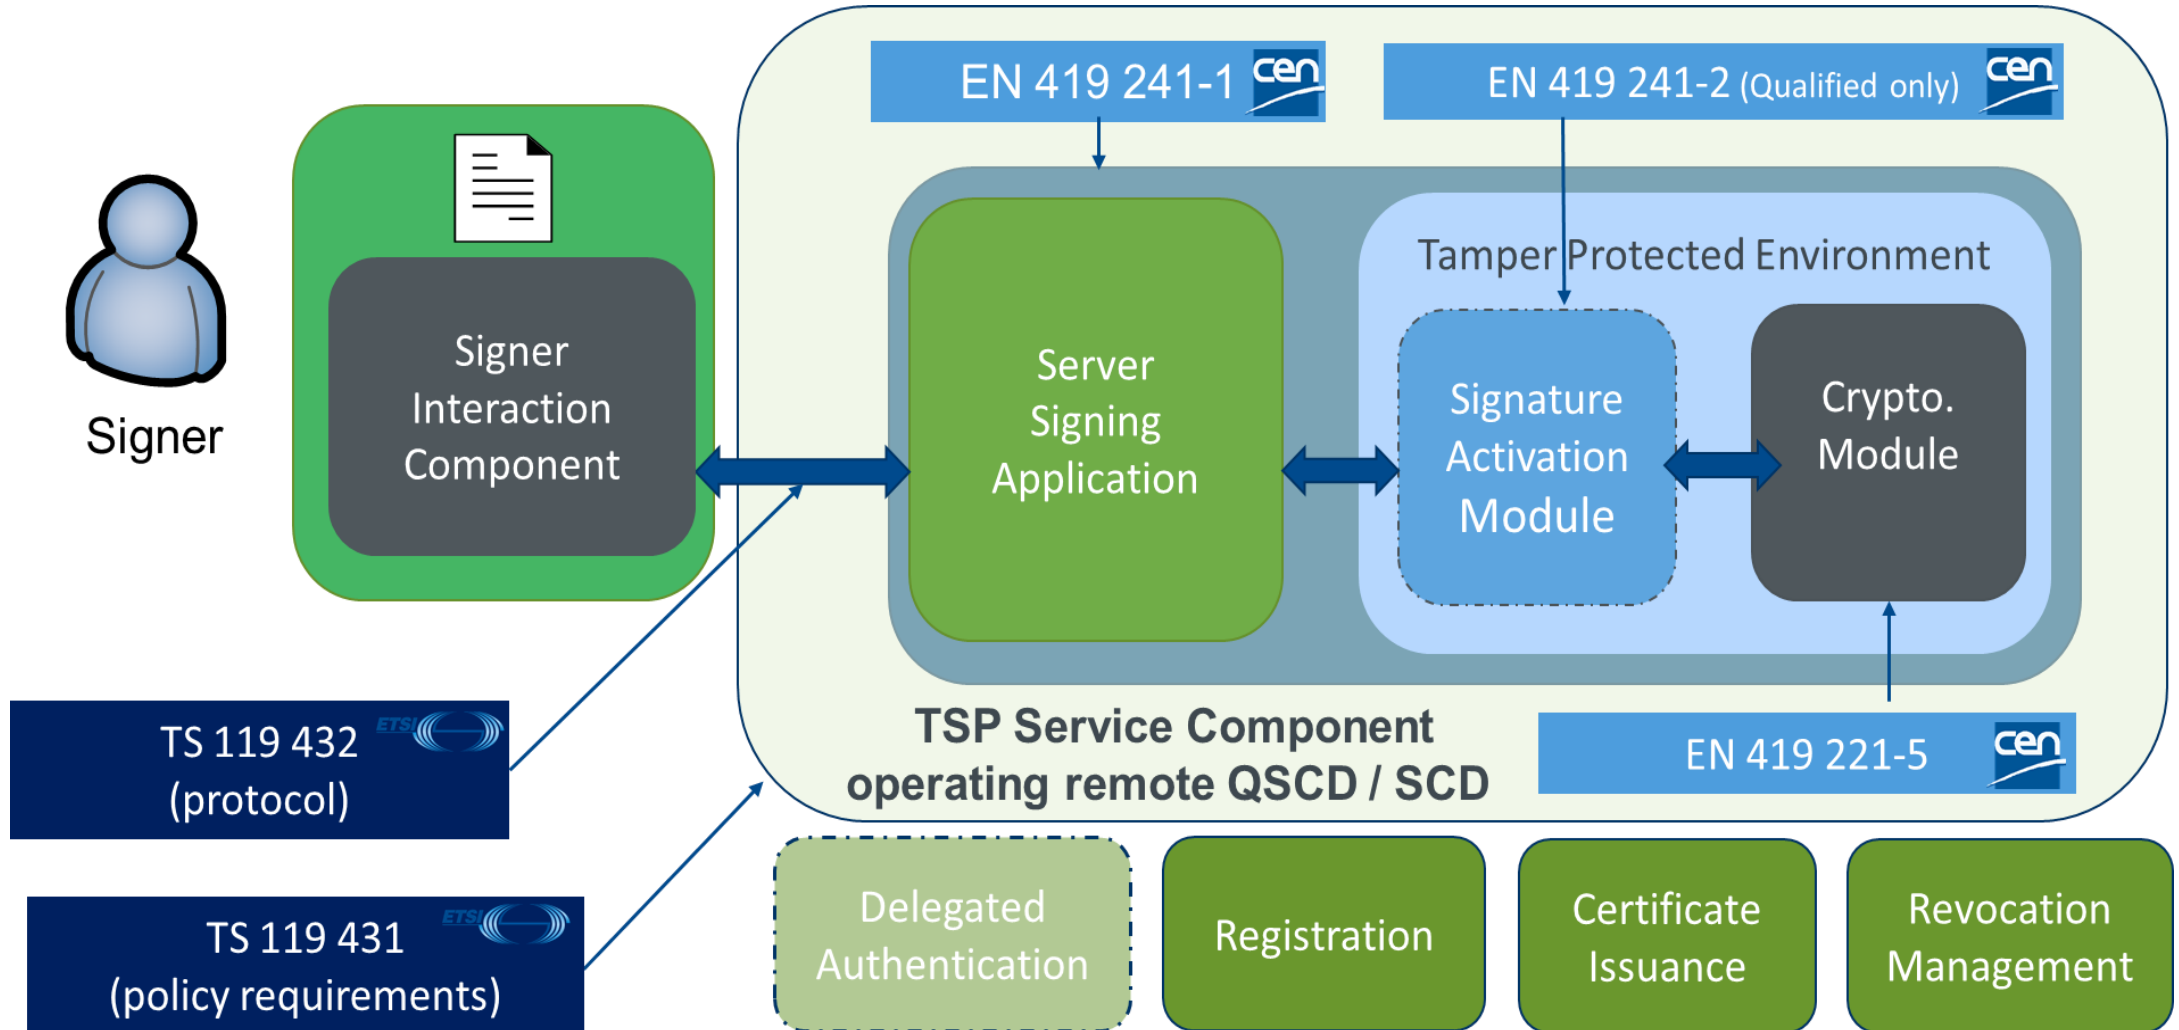 EN 419 241-1
cen
EN 419 241-2 (Qualified only)
cen
Tamper Protected Environment
Signer
Interaction
Component
Server
Signing
Application
Signature
Activation
Module
Crypto.
Module
Signer
TS 119 432
(protocol)
ETSI
TSP Service Component
operating remote QSCD / SCD
EN 419 221-5
cen
TS 119 431
(policy requirements)
ETSI
Delegated
Authentication
Registration
Certificate
Issuance
Revocation
Management